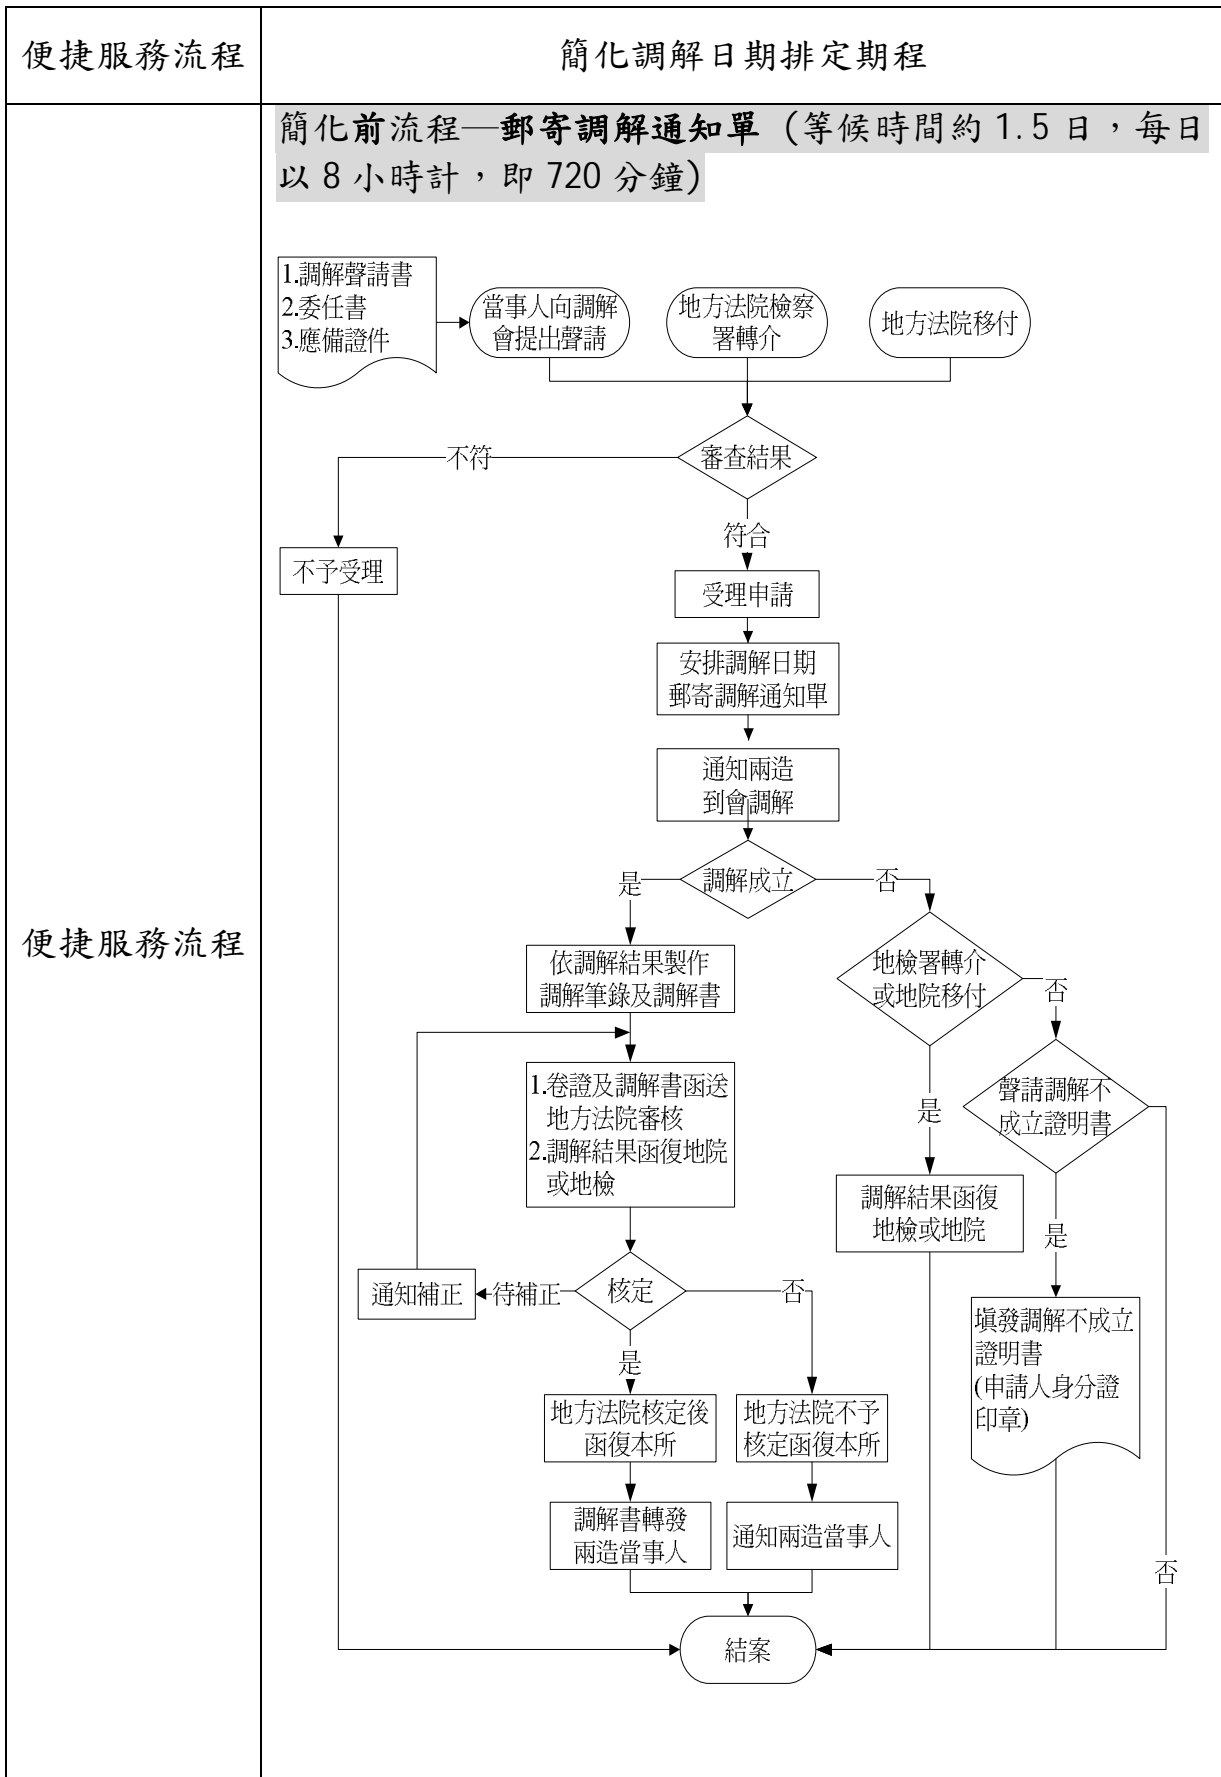 便捷服務流程
簡化調解日期排定期程
便捷服務流程
簡化前流程—郵寄調解通知單 (等候時間約 1.5 日，每日
以 8 小時計，即 720 分鐘)
1.調解聲請書
2.委任書
3.應備證件
當事人向調解
會提出聲請
地方法院檢察
署轉介
地方法院移付
審查結果
不符
符合
不予受理
受理申請
安排調解日期
郵寄調解通知單
通知兩造
到會調解
調解成立
是
否
依調解結果製作
調解筆錄及調解書
地檢署轉介
或地院移付
否
是
1.卷證及調解書函送
地方法院審核
2.調解結果函復地院
或地檢
聲請調解不
成立證明書
調解結果函復
地檢或地院
是
否
通知補正
待補正
核定
否
是
填發調解不成立
證明書
(申請人身分證
印章)
地方法院核定後
函復本所
地方法院不予
核定函復本所
調解書轉發
兩造當事人
通知兩造當事人
結案